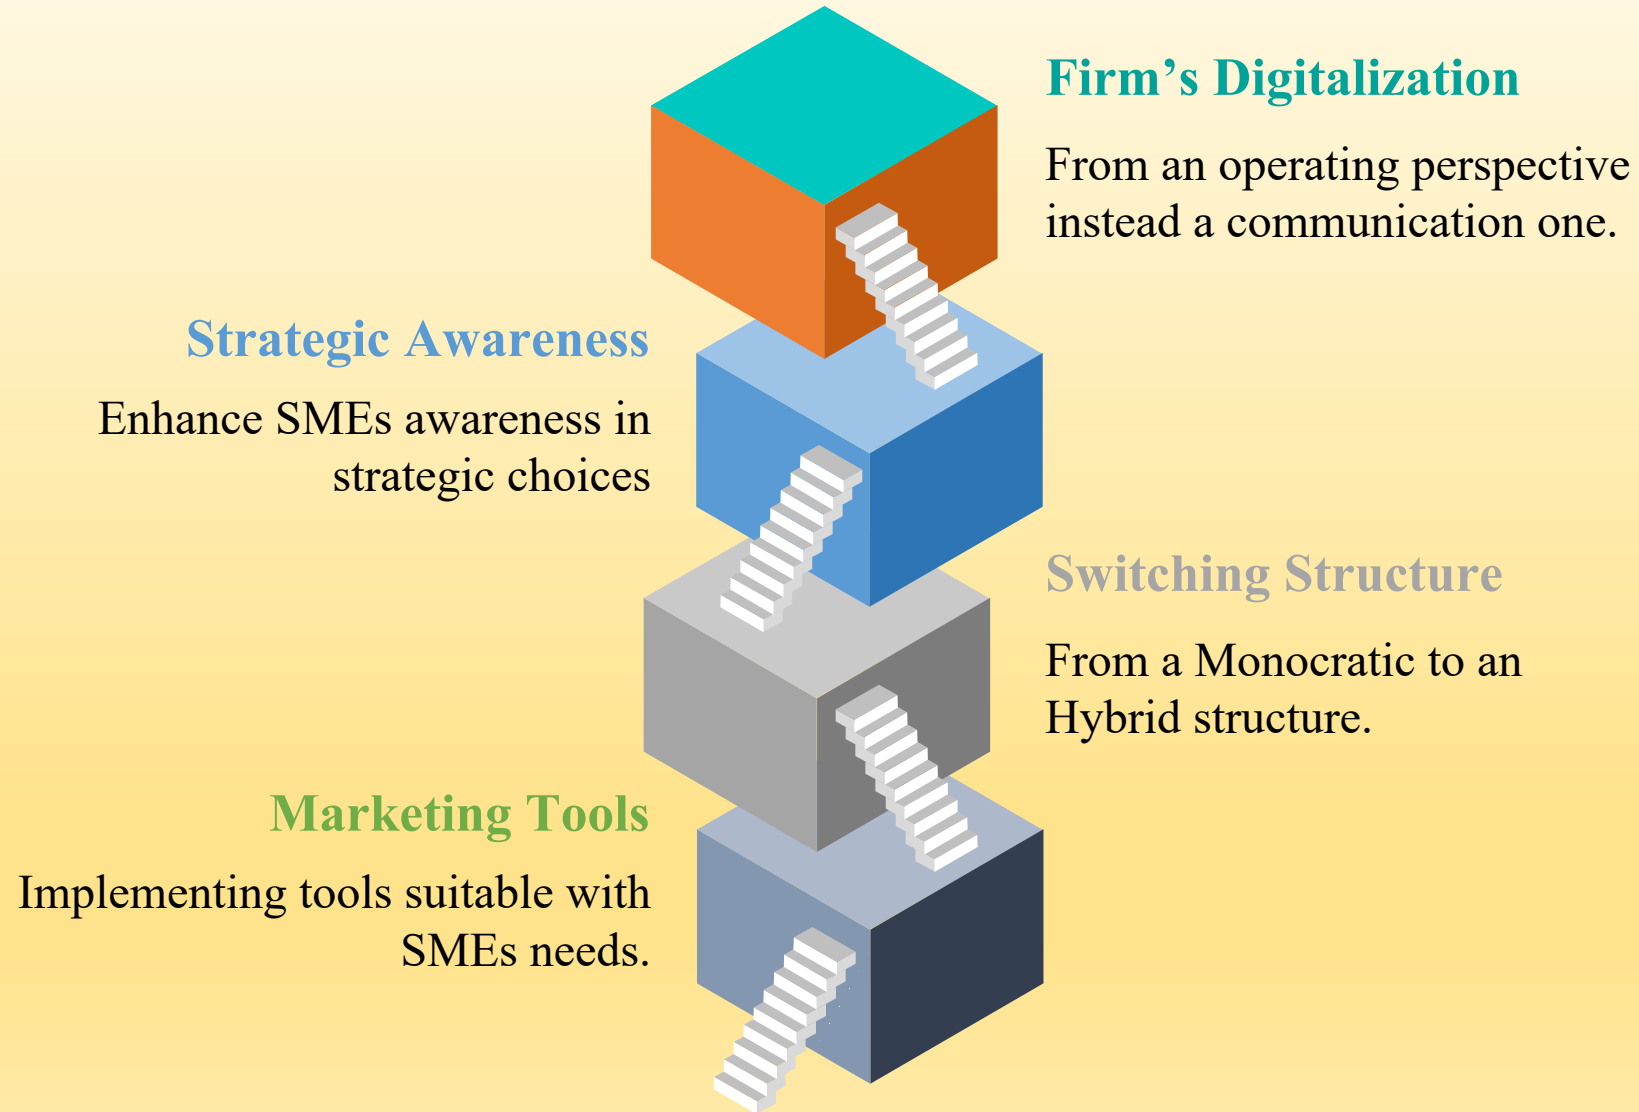 Firm’s Digitalization
From an operating perspective
instead a communication one.
Strategic Awareness
Enhance SMEs awareness in
strategic choices
Switching Structure
From a Monocratic to an
Hybrid structure.
Marketing Tools
Implementing tools suitable with
SMEs needs.